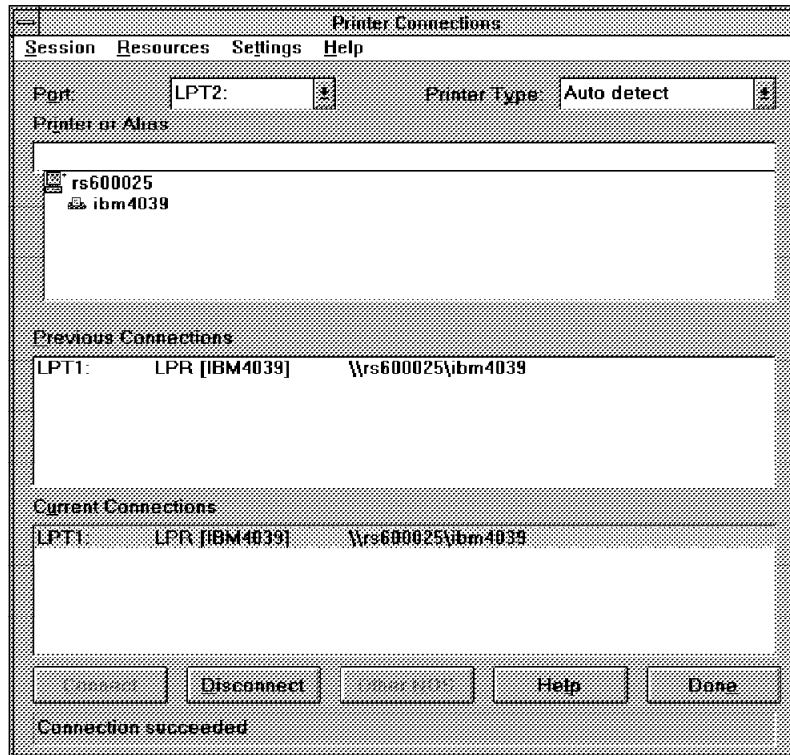 Printer Connections
Session Resources Settings Help
Port: LPT2: Printer Type: Auto detect
Printer or Alias
rs600025
ibm4039
Previous Connections
LPT1: LPR [IBM4039] \\rs600025\ibm4039
Current Connections
LPT1: LPR [IBM4039] \\rs600025\ibm4039
Connect Disconnect Other NOS Help Done
Connection succeeded